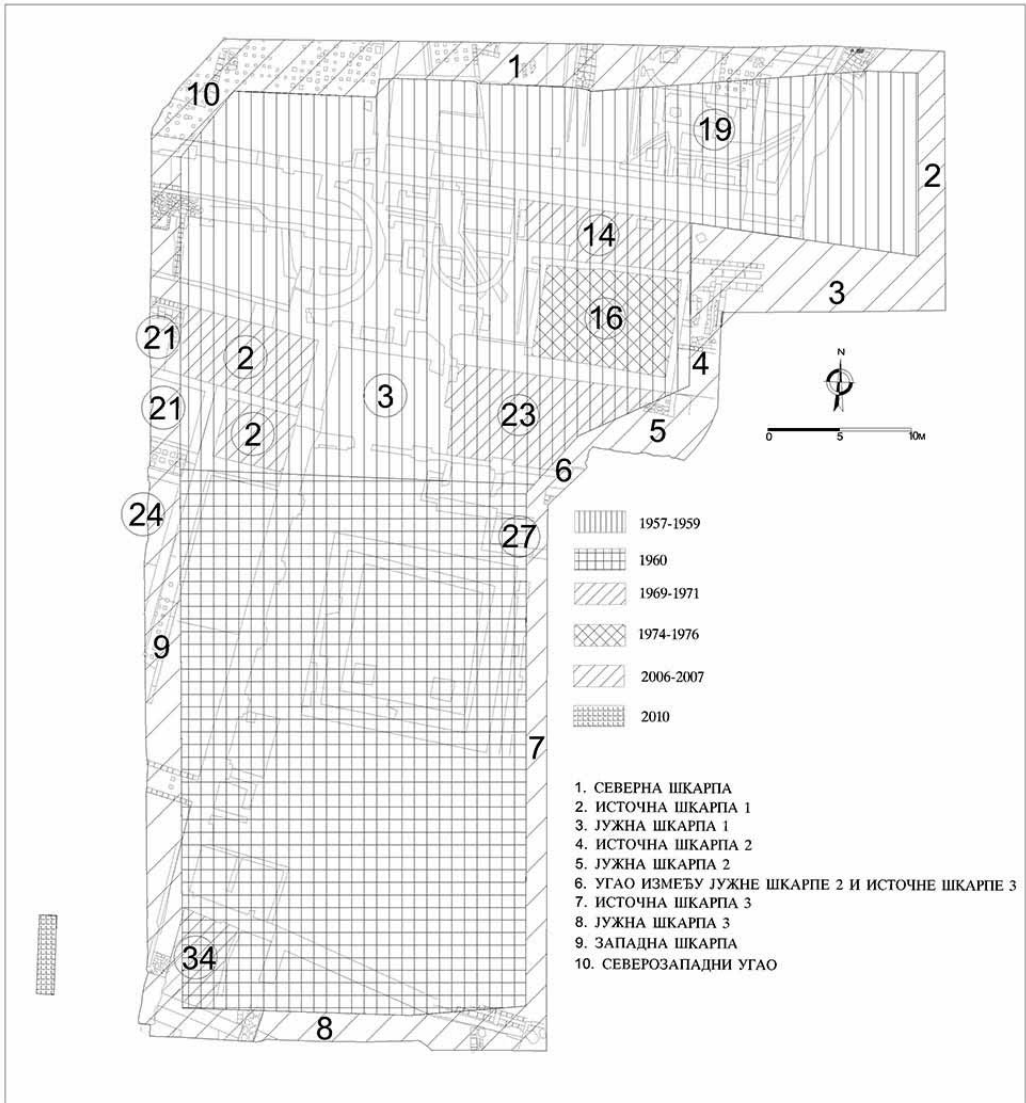 1
10
19
2
14
3
16
21
2
4
N
3
21
23
5
2
0 5 10м
6
24
27
1957-1959
1960
1969-1971
9
1974-1976
2006-2007
2010
7
1. СЕВЕРНА ШКАРПА
2. ИСТОЧНА ШКАРПА 1
3. ЈУЖНА ШКАРПА 1
4. ИСТОЧНА ШКАРПА 2
5. ЈУЖНА ШКАРПА 2
6. УГАО ИЗМЕЂУ ЈУЖНЕ ШКАРПЕ 2 И ИСТОЧНЕ ШКАРПЕ 3
7. ИСТОЧНА ШКАРПА 3
8. ЈУЖНА ШКАРПА 3
9. ЗАПАДНА ШКАРПА
10. СЕВЕРОЗАПАДНИ УГАО
34
8